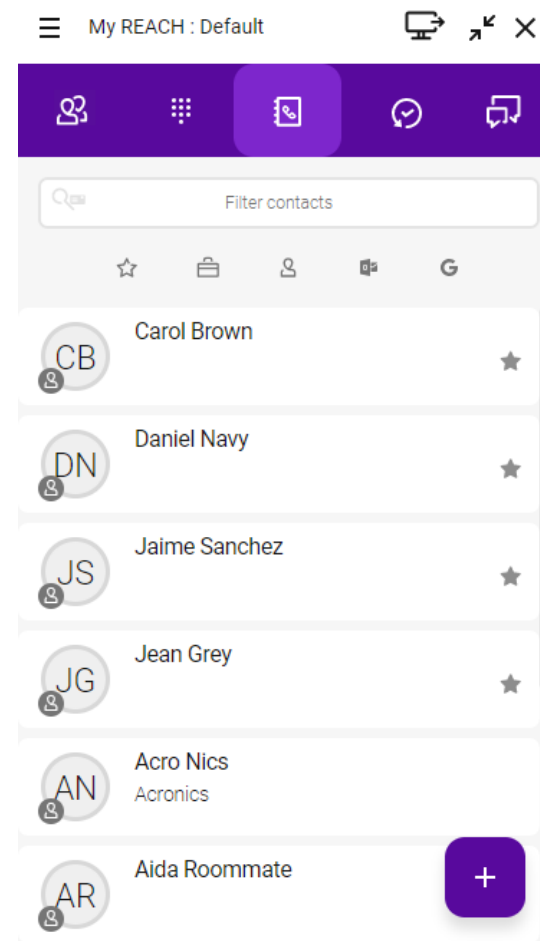 My REACH : Default
Filter contacts
G
CB
Carol Brown
DN
Daniel Navy
JS
Jaime Sanchez
JG
Jean Grey
AN
Acro Nics
Acronics
AR
Aida Roommate
+